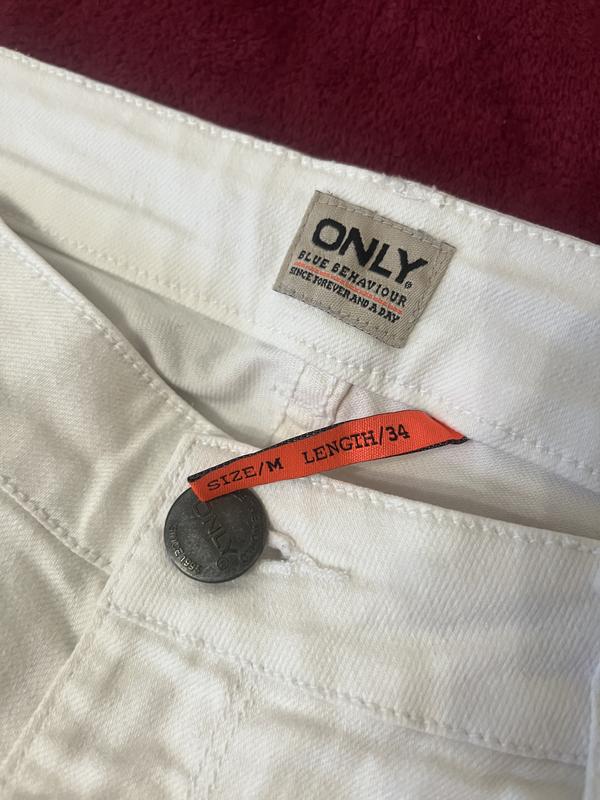 ONLY®
BLUE BEHAVIOUR
SINCE FOREVER AND A DAY
SIZE/M LENGTH/34
ONLY